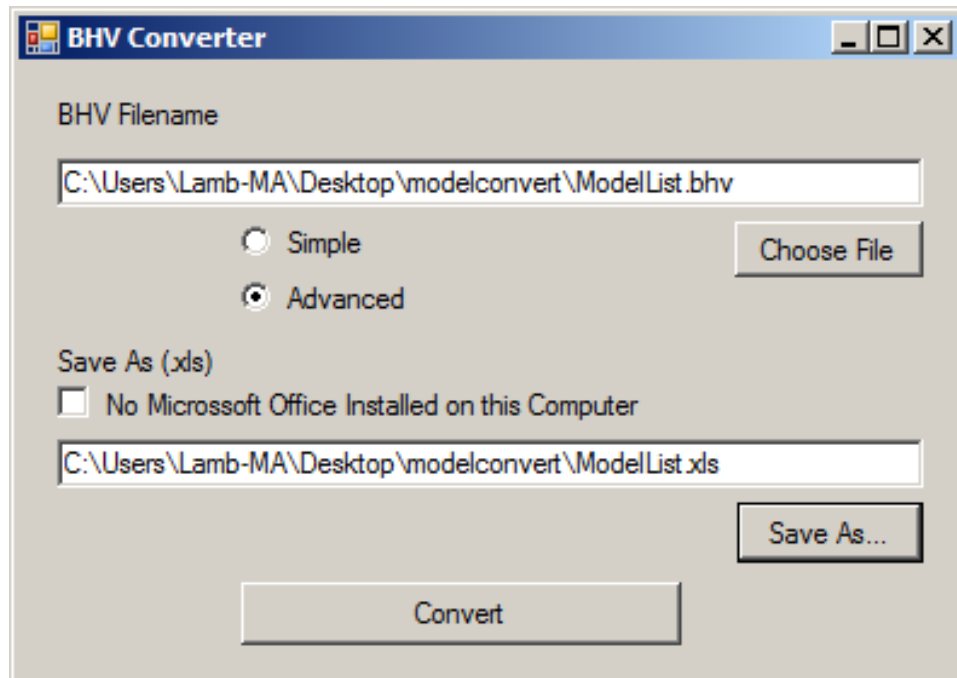 BHV Converter
BHV Filename
C:\Users\Lamb-MA\Desktop\modelconvert\ModelList.bhv
Simple
Choose File
Advanced
Save As (.xls)
No Microssoft Office Installed on this Computer
C:\Users\Lamb-MA\Desktop\modelconvert\ModelList.xls
Save As...
Convert